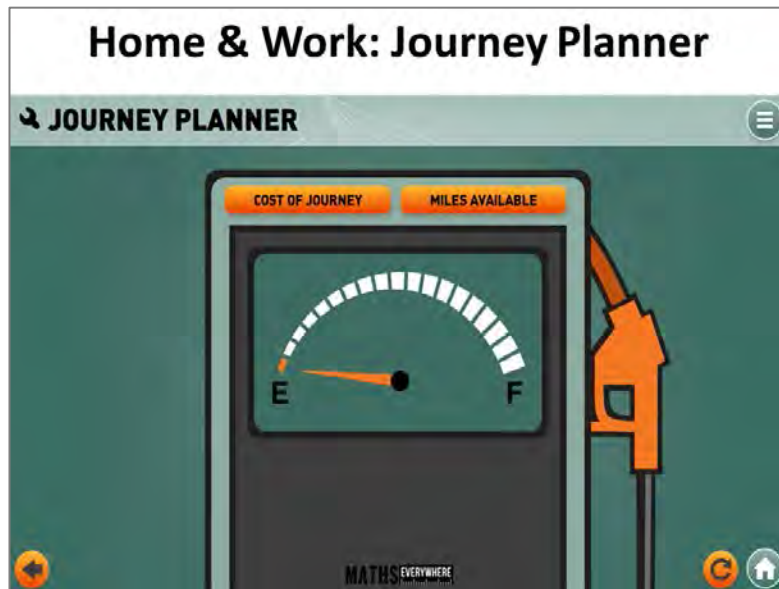 Home & Work: Journey Planner
JOURNEY PLANNER
COST OF JOURNEY
MILES AVAILABLE
E
F
MATHS EVERYWHERE